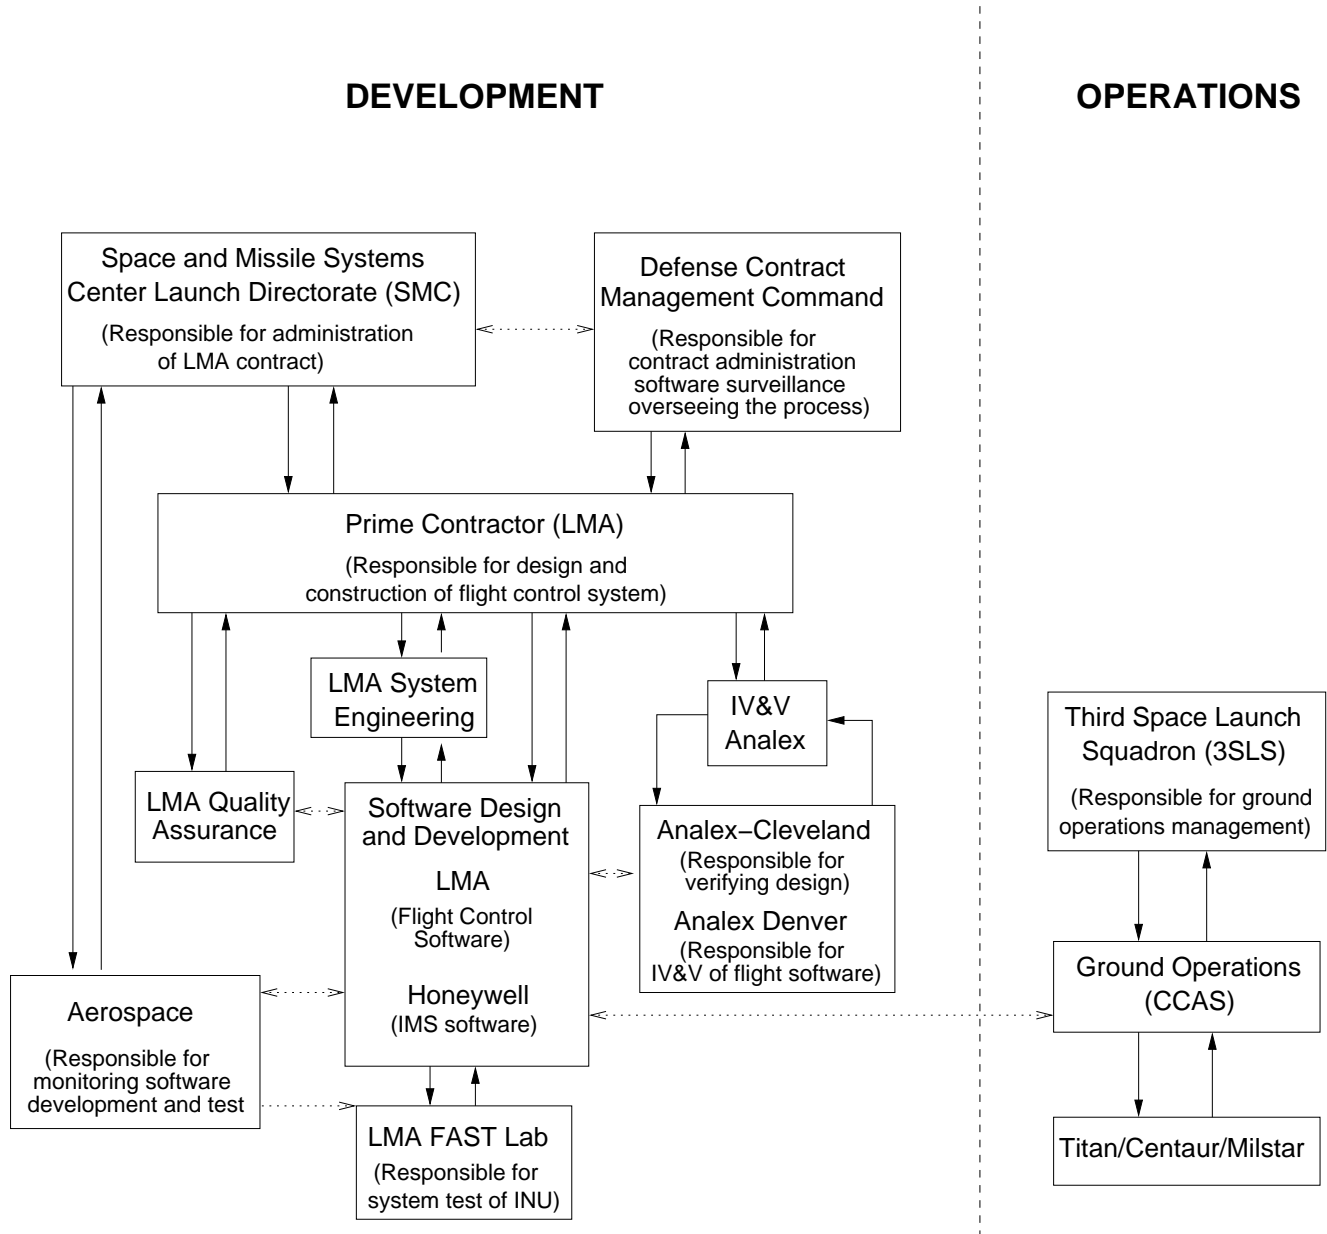 DEVELOPMENT
OPERATIONS
Space and Missile Systems
Center Launch Directorate (SMC)
(Responsible for administration
of LMA contract)
Defense Contract
Management Command
(Responsible for
contract administration
software surveillance
overseeing the process)
Prime Contractor (LMA)
(Responsible for design and
construction of flight control system)
LMA System
Engineering
IV&V
Analex
LMA Quality
Assurance
Software Design
and Development
LMA
(Flight Control
Software)
Honeywell
(IMS software)
Analex−Cleveland
(Responsible for
verifying design)
Analex Denver
(Responsible for
IV&V of flight software)
Aerospace
(Responsible for
monitoring software
development and test
LMA FAST Lab
(Responsible for
system test of INU)
Third Space Launch
Squadron (3SLS)
(Responsible for ground
operations management)
Ground Operations
(CCAS)
Titan/Centaur/Milstar